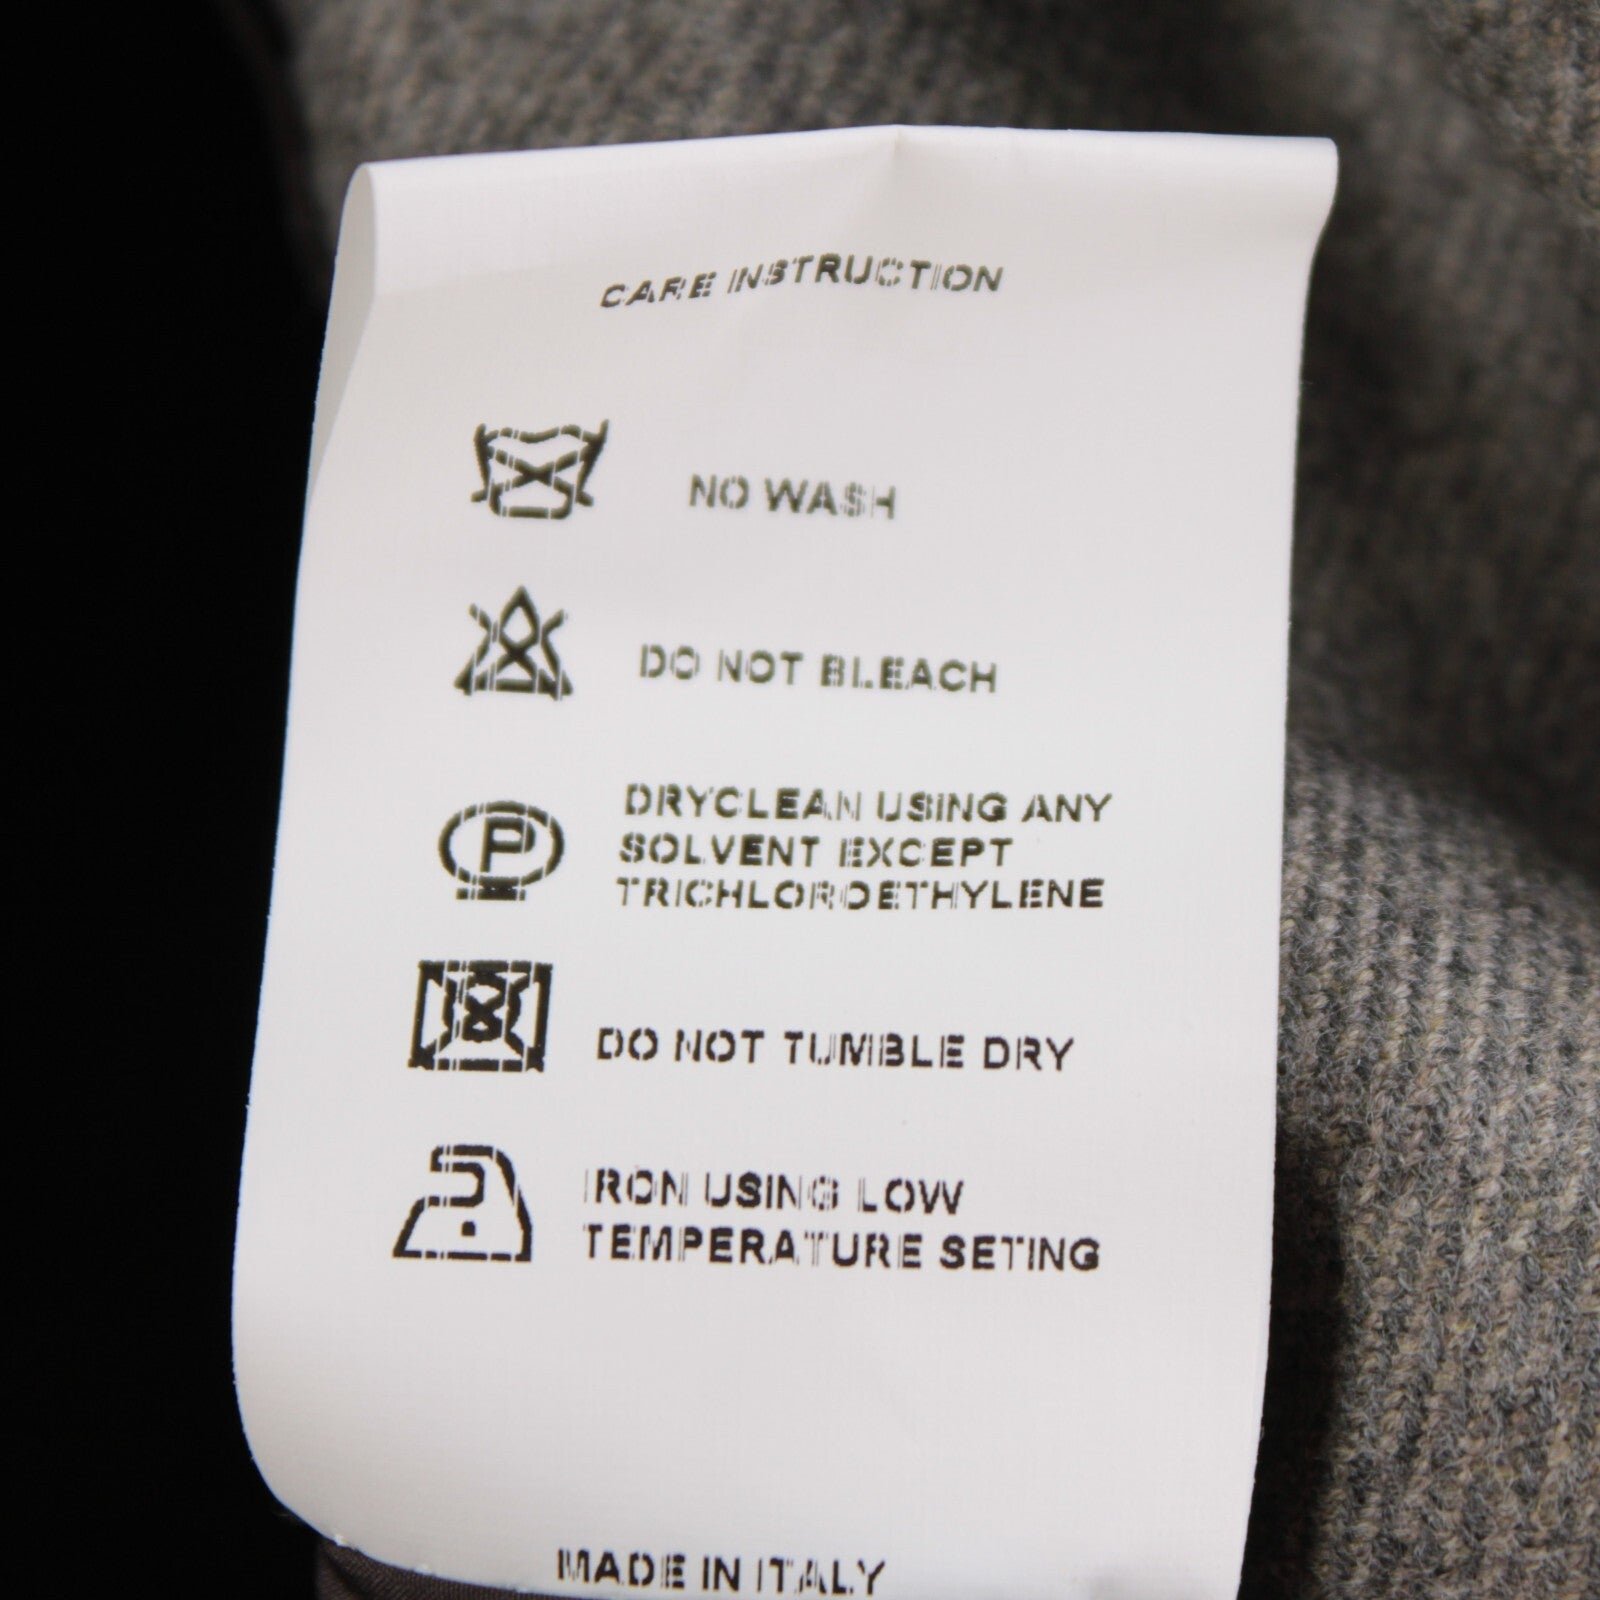 CARE INSTRUCTION
NO WASH
DO NOT BLEACH
P
DRYCLEAN USING ANY
SOLVENT EXCEPT
TRICHLOROETHYLENE
DO NOT TUMBLE DRY
IRON USING LOW
TEMPERATURE SETING
MADE IN ITALY